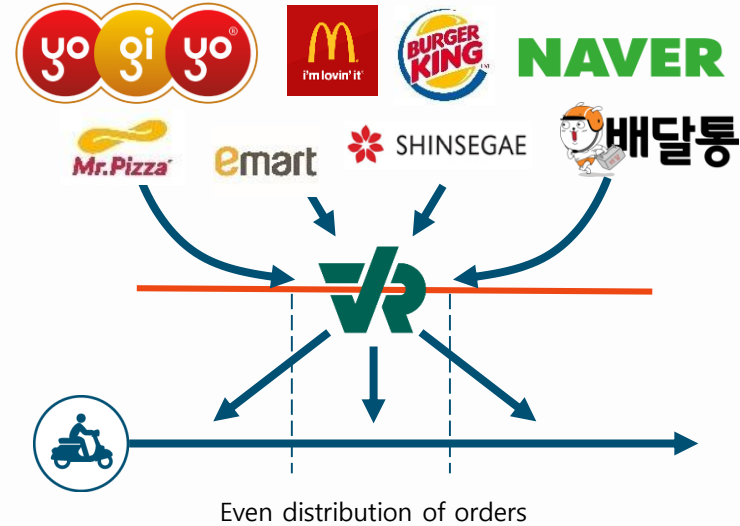 yo gi yo®
i'm lovin' it
BURGER
KING
NAVER
Mr.Pizza
emart
SHINSEGAE
배달통
VR
Even distribution of orders